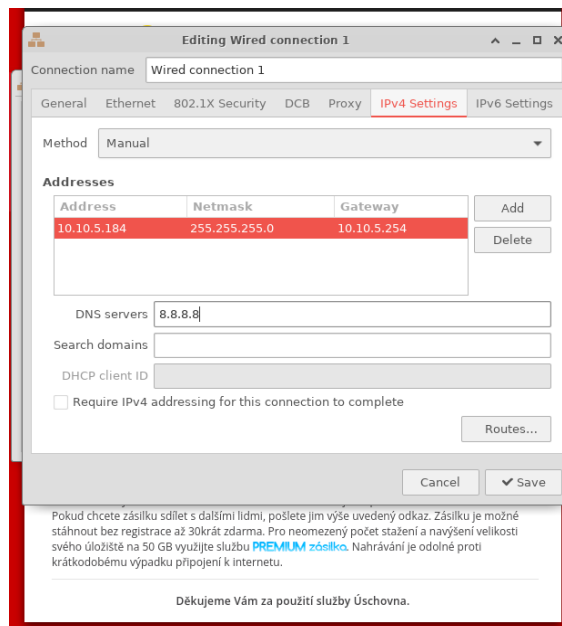 Editing Wired connection 1
Connection name Wired connection 1
General Ethernet 802.1X Security DCB Proxy IPv4 Settings IPv6 Settings
Method Manual
Addresses
Address Netmask Gateway Add
10.10.5.184 255.255.255.0 10.10.5.254
Delete
DNS servers 8.8.8.8
Search domains
DHCP client ID
Require IPv4 addressing for this connection to complete
Routes...
Cancel Save
Pokud chcete zásilku sdílet s dalšími lidmi, pošlete jim výše uvedený odkaz. Zásilku je možné
stáhnout bez registrace až 30krát zdarma. Pro neomezený počet stažení a navýšení velikosti
svého úložiště na 50 GB využijte službu PREMIUM zásilka. Nahrávání je odolné proti
krátkodobému výpadku připojení k internetu.
Děkujeme Vám za použití služby Úschovna.